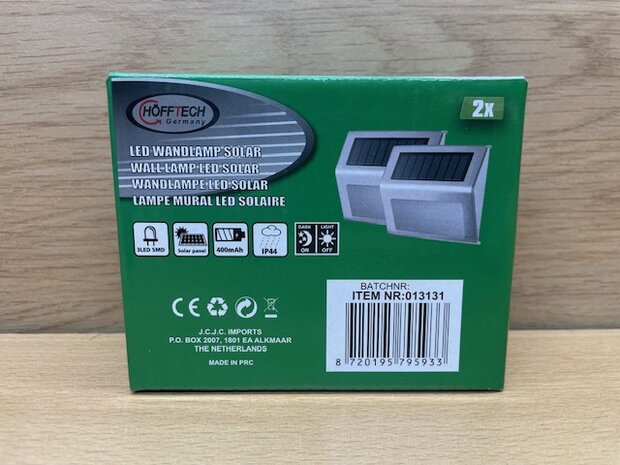 HÖFFTECH
Germany
2x
LED WANDLAMP SOLAR
WALL LAMP LED SOLAR
WANDLAMPE LED SOLAR
LAMPE MURAL LED SOLAIRE
3LED SMD
Solar panel
400mAh
IP44
DARK
ON
LIGHT
OFF
CE
J.C.J.C. IMPORTS
P.O. BOX 2007, 1801 EA ALKMAAR
THE NETHERLANDS
MADE IN PRC
BATCHNR:
ITEM NR:013131
8 720195 795933